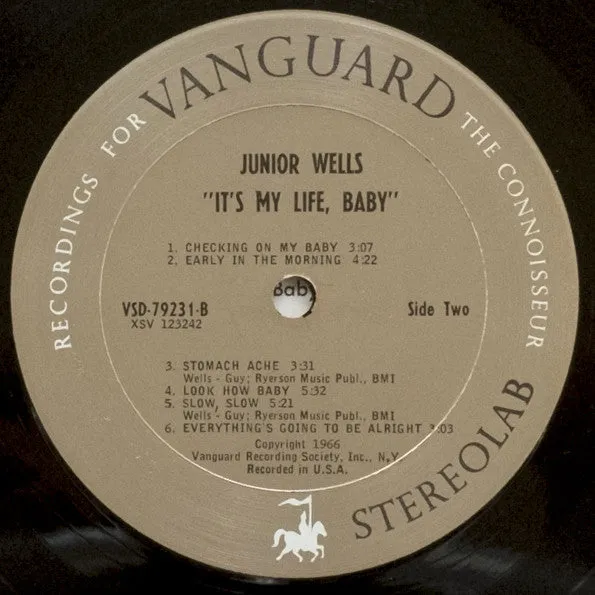 RECORDINGS FOR VANGUARD THE CONNOISSEUR
JUNIOR WELLS
"IT'S MY LIFE, BABY"
1. CHECKING ON MY BABY 3:07
2. EARLY IN THE MORNING 4:22
Baby
VSD-79231-B Side Two
XSV 123242
3. STOMACH ACHE 3:31
Wells - Guy; Ryerson Music Publ., BMI
4. LOOK HOW BABY 5:32
5. SLOW, SLOW 5:21
Wells - Guy; Ryerson Music Publ., BMI
6. EVERYTHING'S GOING TO BE ALRIGHT 3:03
Copyright 1966
Vanguard Recording Society, Inc., N.Y.
Recorded in U.S.A.
STEREOLAB